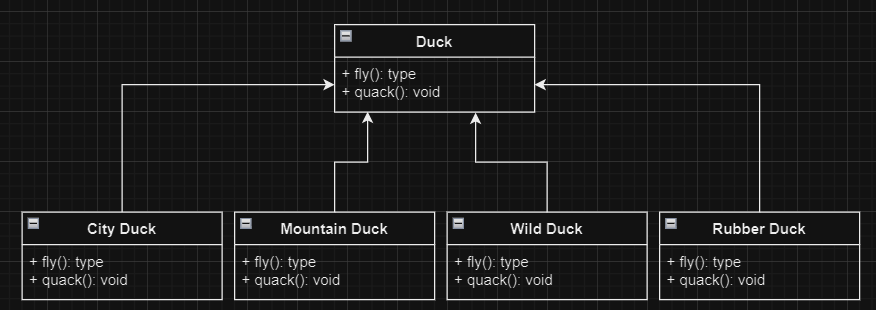 Duck
+ fly(): type
+ quack(): void
City Duck
+ fly(): type
+ quack(): void
Mountain Duck
+ fly(): type
+ quack(): void
Wild Duck
+ fly(): type
+ quack(): void
Rubber Duck
+ fly(): type
+ quack(): void